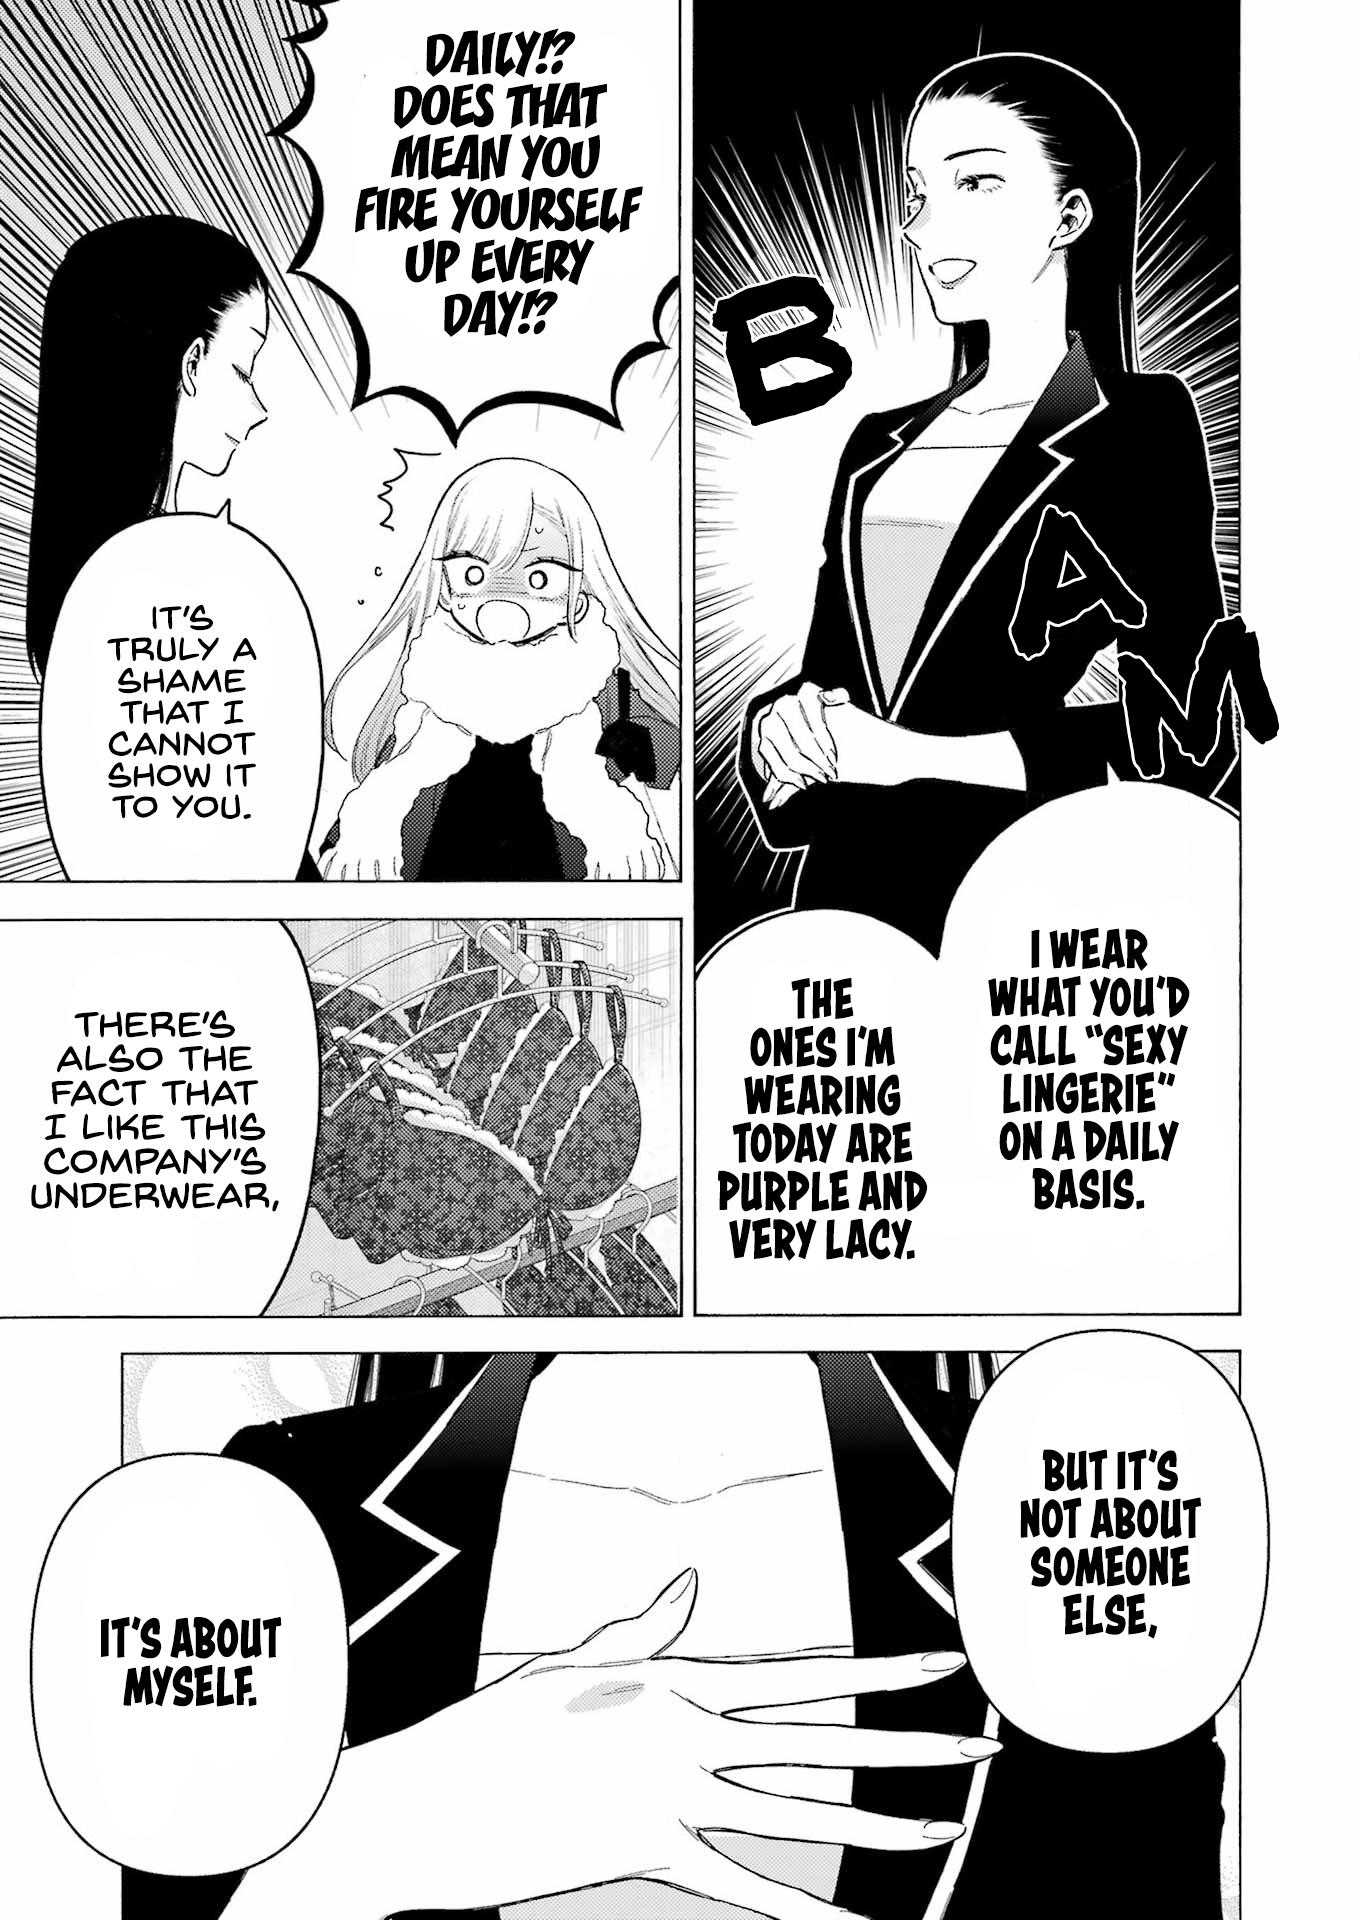 BAM
I WEAR
WHAT YOU'D
CALL "SEXY
LINGERIE"
ON A DAILY
BASIS.
THE
ONES I'M
WEARING
TODAY ARE
PURPLE AND
VERY LACY.
DAILY!?
DOES THAT
MEAN YOU
FIRE YOURSELF
UP EVERY
DAY!?
IT'S
TRULY A
SHAME
THAT I
CANNOT
SHOW IT
TO YOU.
THERE'S
ALSO THE
FACT THAT
I LIKE THIS
COMPANY'S
UNDERWEAR,
BUT IT'S
NOT ABOUT
SOMEONE
ELSE,
IT'S ABOUT
MYSELF.